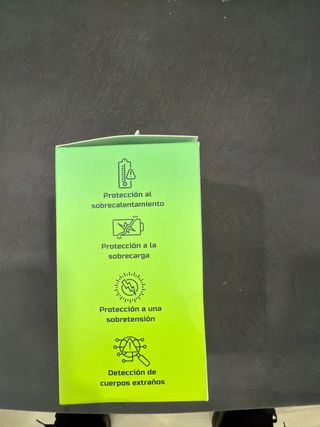 Protección al
sobrecalentamiento
Protección a la
sobrecarga
Protección a una
sobretensión
Detección de
cuerpos extraños